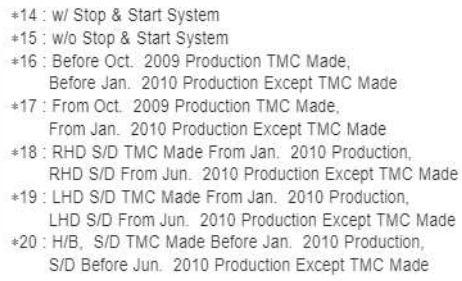 *14 : w/ Stop & Start System
*15 : w/o Stop & Start System
*16 : Before Oct. 2009 Production TMC Made,
Before Jan. 2010 Production Except TMC Made
*17 : From Oct. 2009 Production TMC Made,
From Jan. 2010 Production Except TMC Made
*18 : RHD S/D TMC Made From Jan. 2010 Production,
RHD S/D From Jun. 2010 Production Except TMC Made
*19 : LHD S/D TMC Made From Jan. 2010 Production,
LHD S/D From Jun. 2010 Production Except TMC Made
*20 : H/B, S/D TMC Made Before Jan. 2010 Production,
S/D Before Jun. 2010 Production Except TMC Made